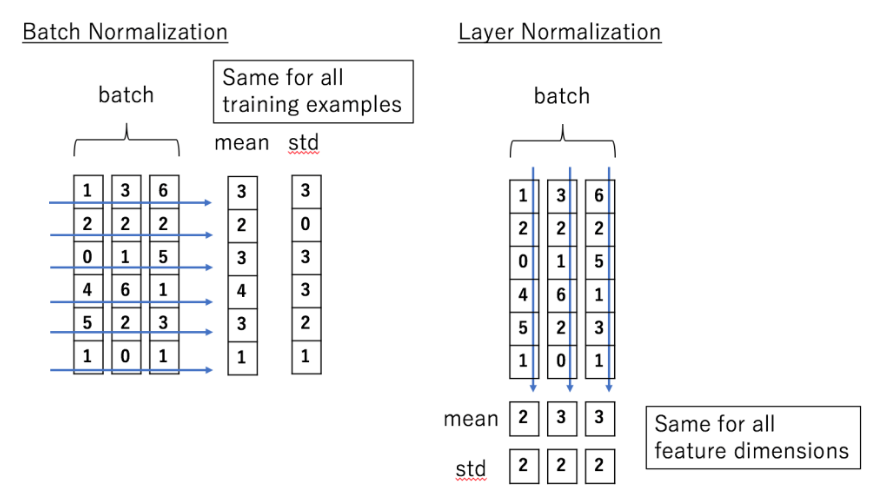 Batch Normalization
batch
Same for all
training examples
mean std
1 3 6 3 3
2 2 2 2 0
0 1 5 3 3
4 6 1 4 3
5 2 3 3 2
1 0 1 1 1
Layer Normalization
batch
1 3 6
2 2 2
0 1 5
4 6 1
5 2 3
1 0 1
mean 2 3 3
std 2 2 2
Same for all
feature dimensions